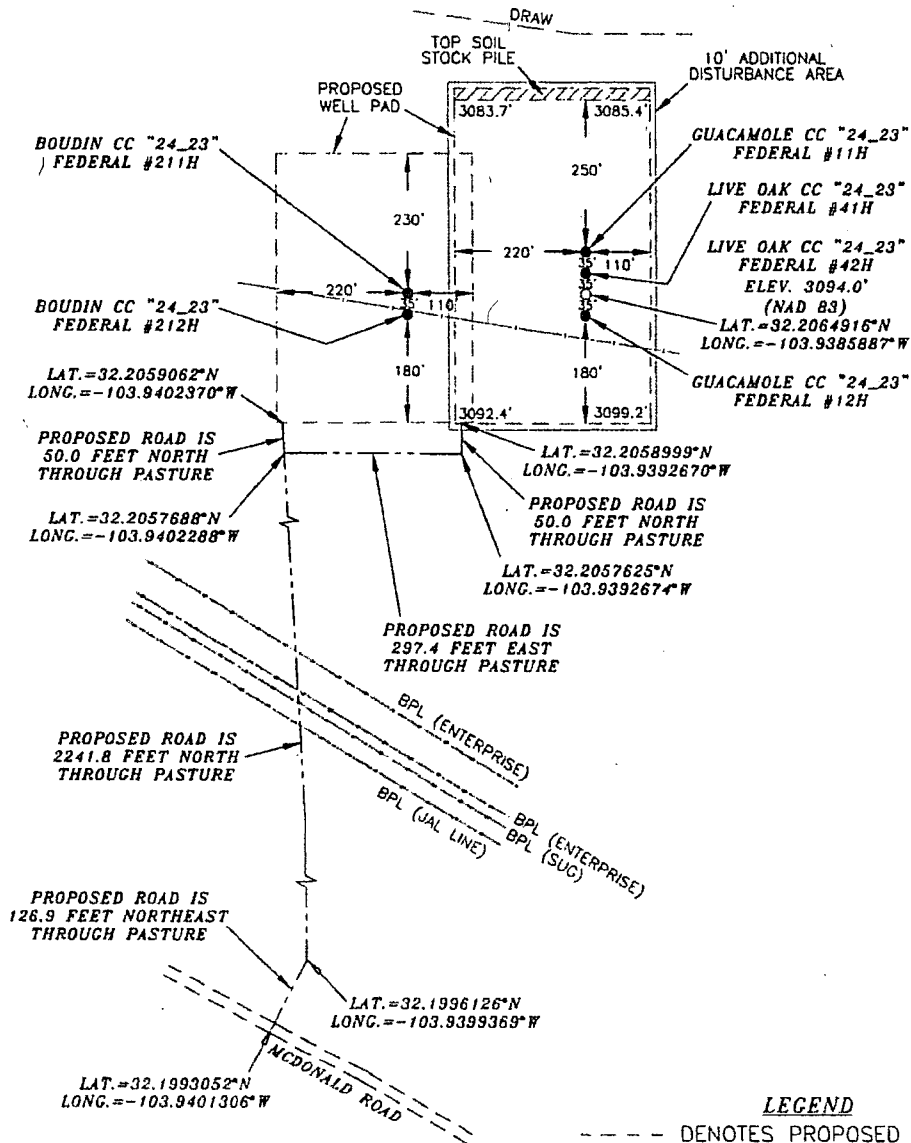 DRAW
TOP SOIL
STOCK PILE
10' ADDITIONAL
DISTURBANCE AREA
PROPOSED
WELL PAD
3083.7'
3085.4'
BOUDIN CC "24_23"
FEDERAL #211H
GUACAMOLE CC "24_23"
FEDERAL #11H
250'
230'
LIVE OAK CC "24_23"
FEDERAL #41H
220'
35'
110'
LIVE OAK CC "24_23"
FEDERAL #42H
ELEV. 3094.0'
(NAD 83)
LAT.=32.2064916°N
LONG.=-103.9385887°W
35'
35'
220'
35'
110'
BOUDIN CC "24_23"
FEDERAL #212H
180'
180'
GUACAMOLE CC "24_23"
FEDERAL #12H
LAT.=32.2059062°N
LONG.=-103.9402370°W
3092.4'
3099.2'
PROPOSED ROAD IS
50.0 FEET NORTH
THROUGH PASTURE
LAT.=32.2058999°N
LONG.=-103.9392670°W
PROPOSED ROAD IS
50.0 FEET NORTH
THROUGH PASTURE
LAT.=32.2057688°N
LONG.=-103.9402288°W
LAT.=32.2057625°N
LONG.=-103.9392674°W
PROPOSED ROAD IS
297.4 FEET EAST
THROUGH PASTURE
BPL (ENTERPRISE)
PROPOSED ROAD IS
2241.8 FEET NORTH
THROUGH PASTURE
BPL (JAL LINE)
BPL (ENTERPRISE)
BPL (SUG)
PROPOSED ROAD IS
126.9 FEET NORTHEAST
THROUGH PASTURE
LAT.=32.1996126°N
LONG.=-103.9399369°W
MCDONALD ROAD
LAT.=32.1993052°N
LONG.=-103.9401306°W
LEGEND
DENOTES PROPOSED